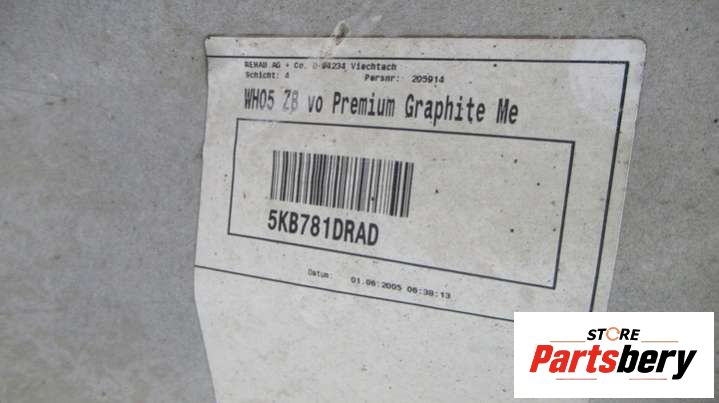 REHAU AG + Co. D-94234 Viechtach
Schicht: 4 Persnr: 205914
WH05 ZB vo Premium Graphite Me
5KB781DRAD
Datum: 01.06.2005 06:38:13
STORE
Partsbery